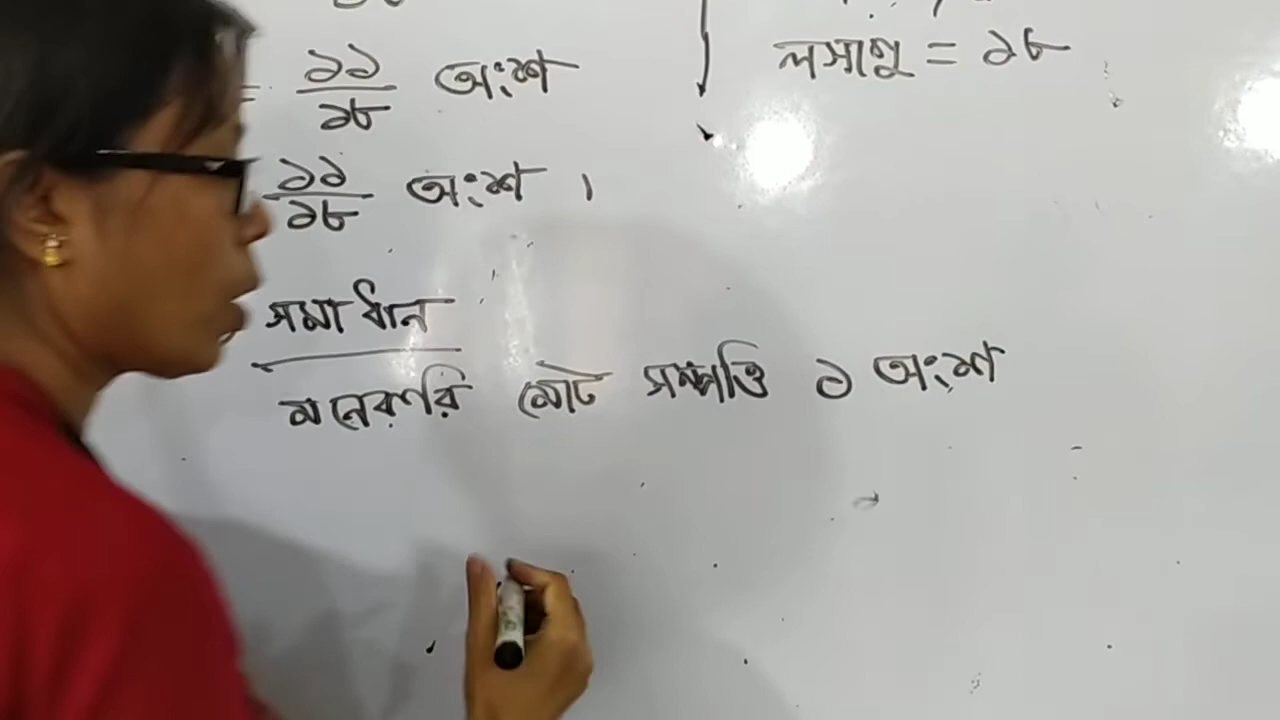 = ১১/১৮ অংশ
লসাগু = ১৮
১১/১৮ অংশ ।
সমাধান
মনেকরি মোট সম্পত্তি ১ অংশ